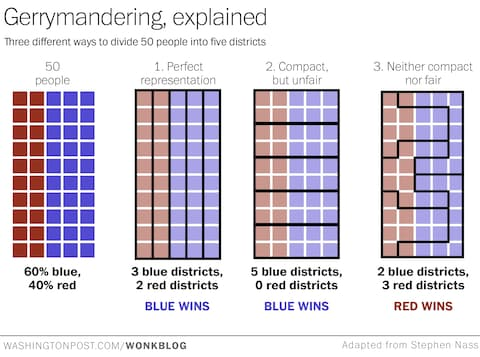 Gerrymandering, explained
Three different ways to divide 50 people into five districts
50
people
1. Perfect
representation
2. Compact,
but unfair
3. Neither compact
nor fair
60% blue,
40% red
3 blue districts,
2 red districts
BLUE WINS
5 blue districts,
0 red districts
BLUE WINS
2 blue districts,
3 red districts
RED WINS
WASHINGTONPOST.COM/WONKBLOG
Adapted from Stephen Nass